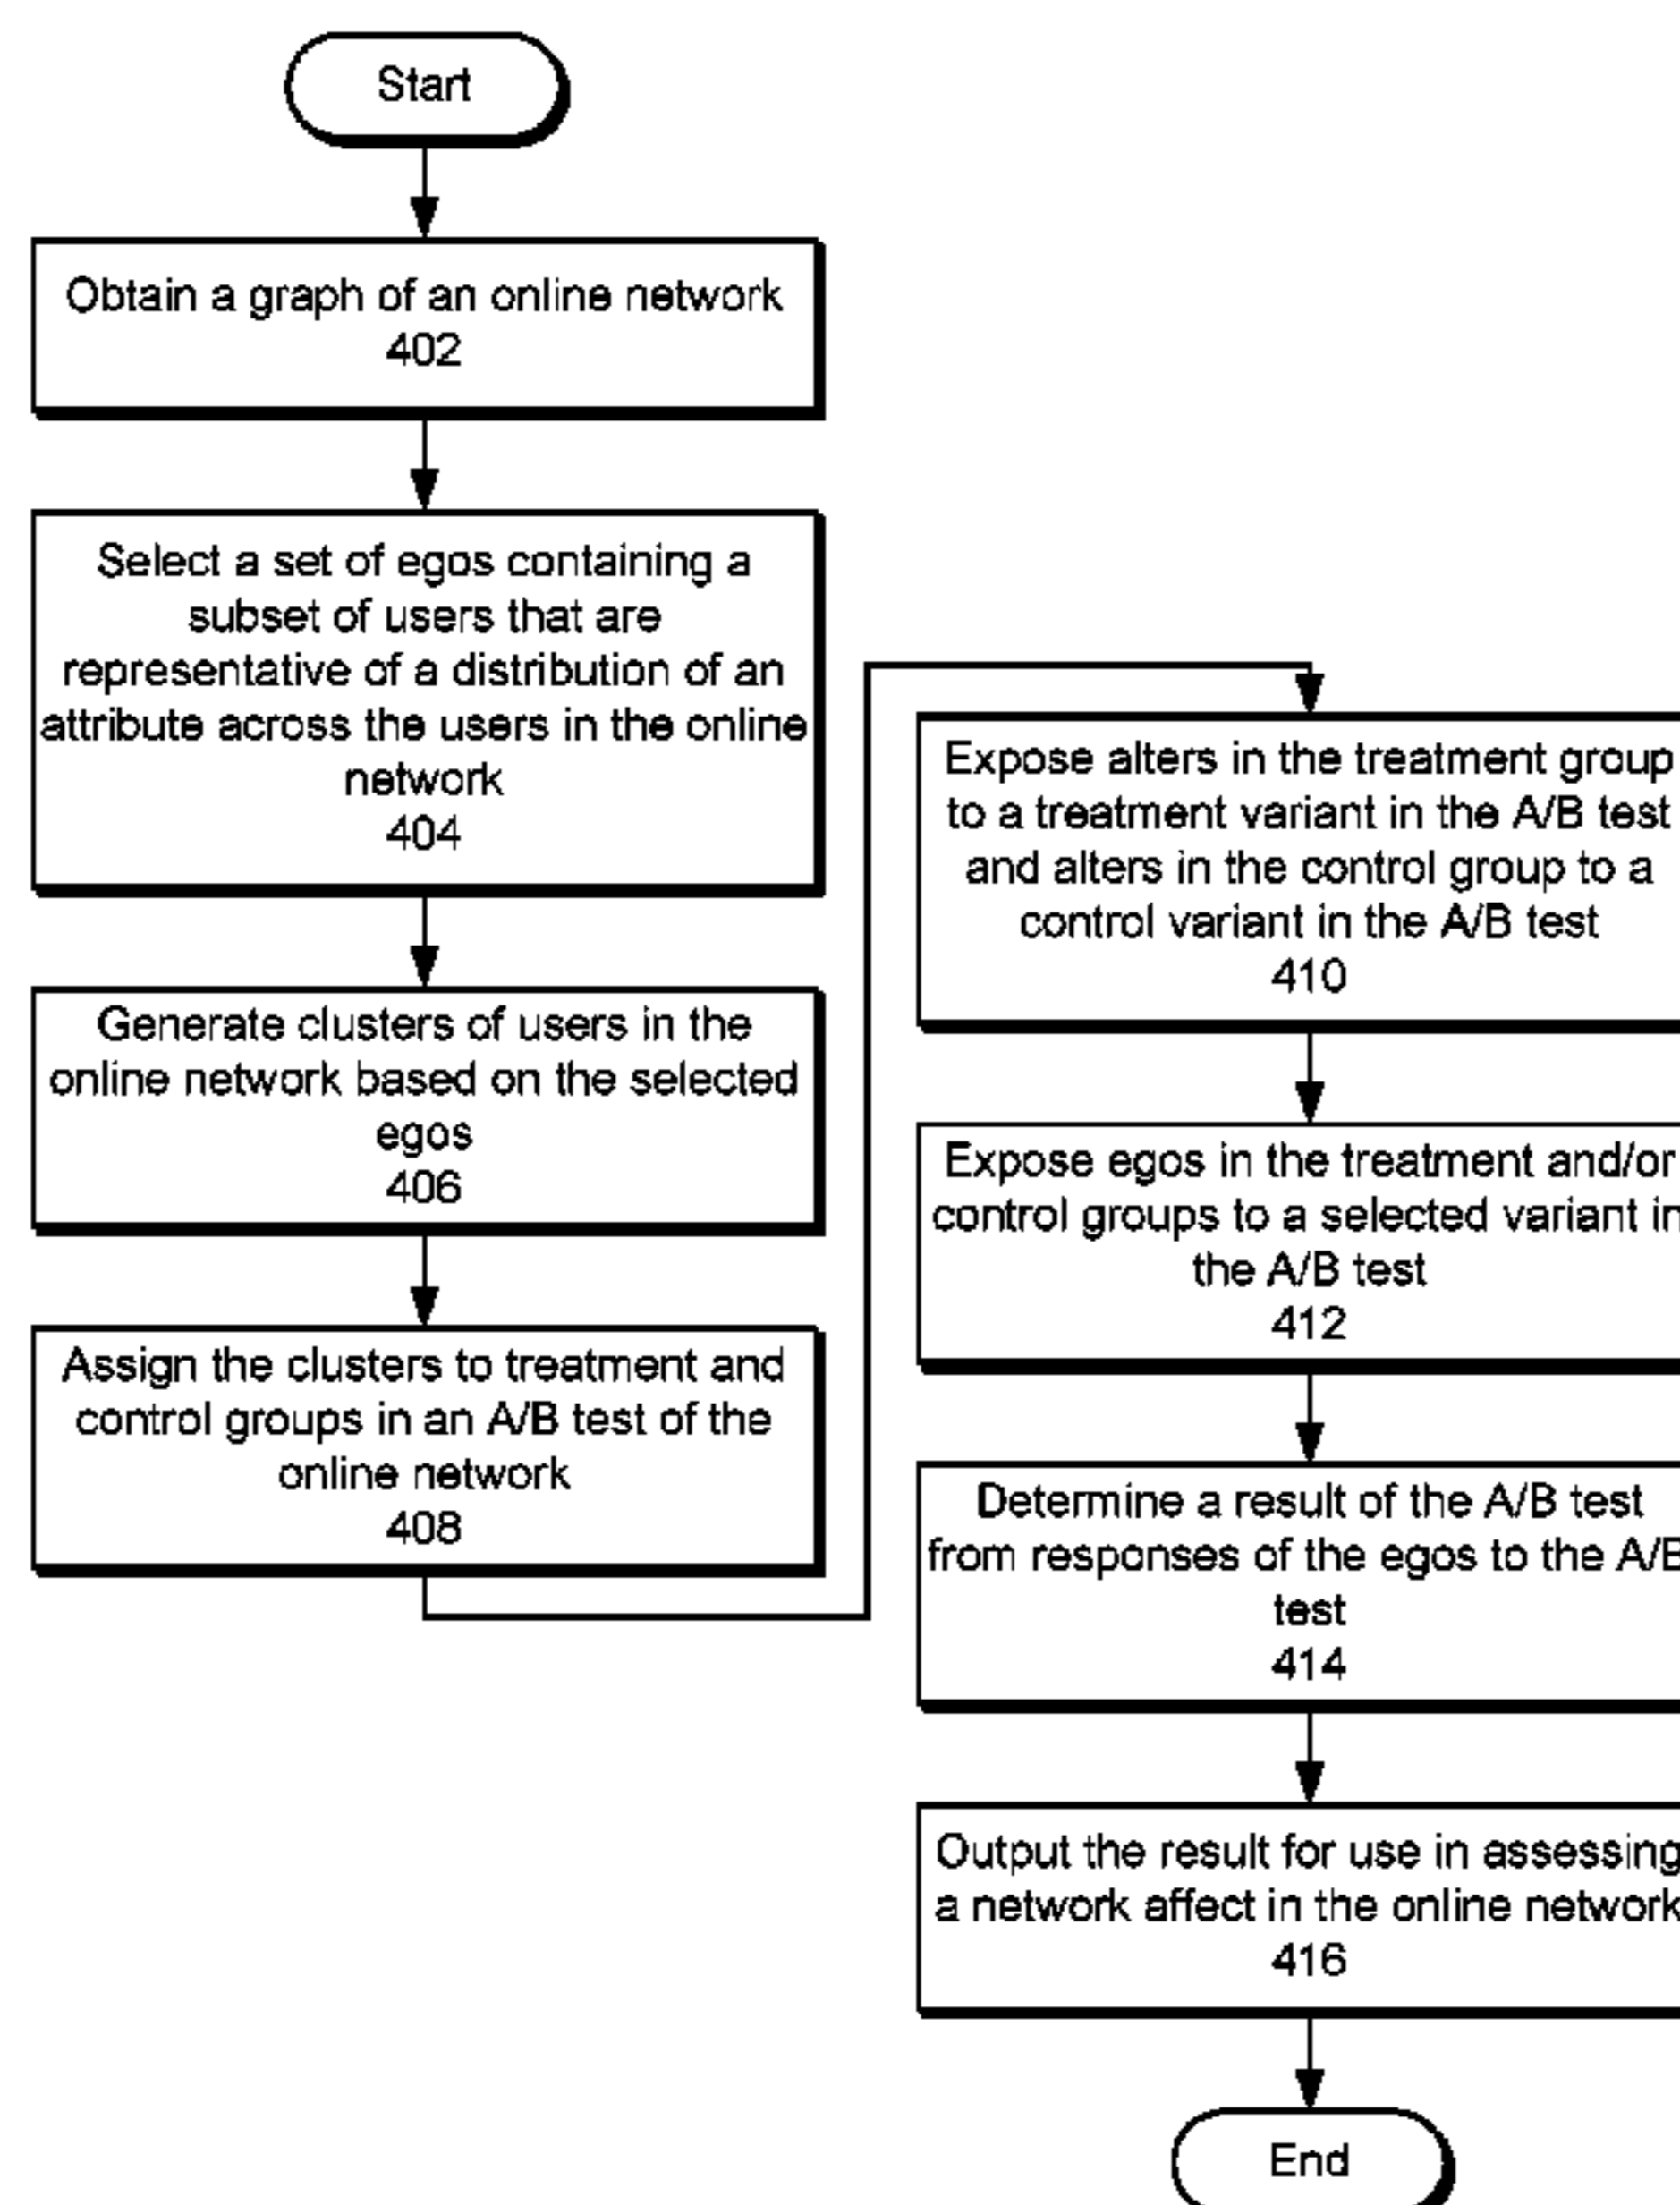 Start
Obtain a graph of an online network
402
Select a set of egos containing a
subset of users that are
representative of a distribution of an
attribute across the users in the online
network
404
Generate clusters of users in the
online network based on the selected
egos
406
Assign the clusters to treatment and
control groups in an A/B test of the
online network
408
Expose alters in the treatment group
to a treatment variant in the A/B test
and alters in the control group to a
control variant in the A/B test
410
Expose egos in the treatment and/or
control groups to a selected variant in
the A/B test
412
Determine a result of the A/B test
from responses of the egos to the A/B
test
414
Output the result for use in assessing
a network affect in the online network
416
End